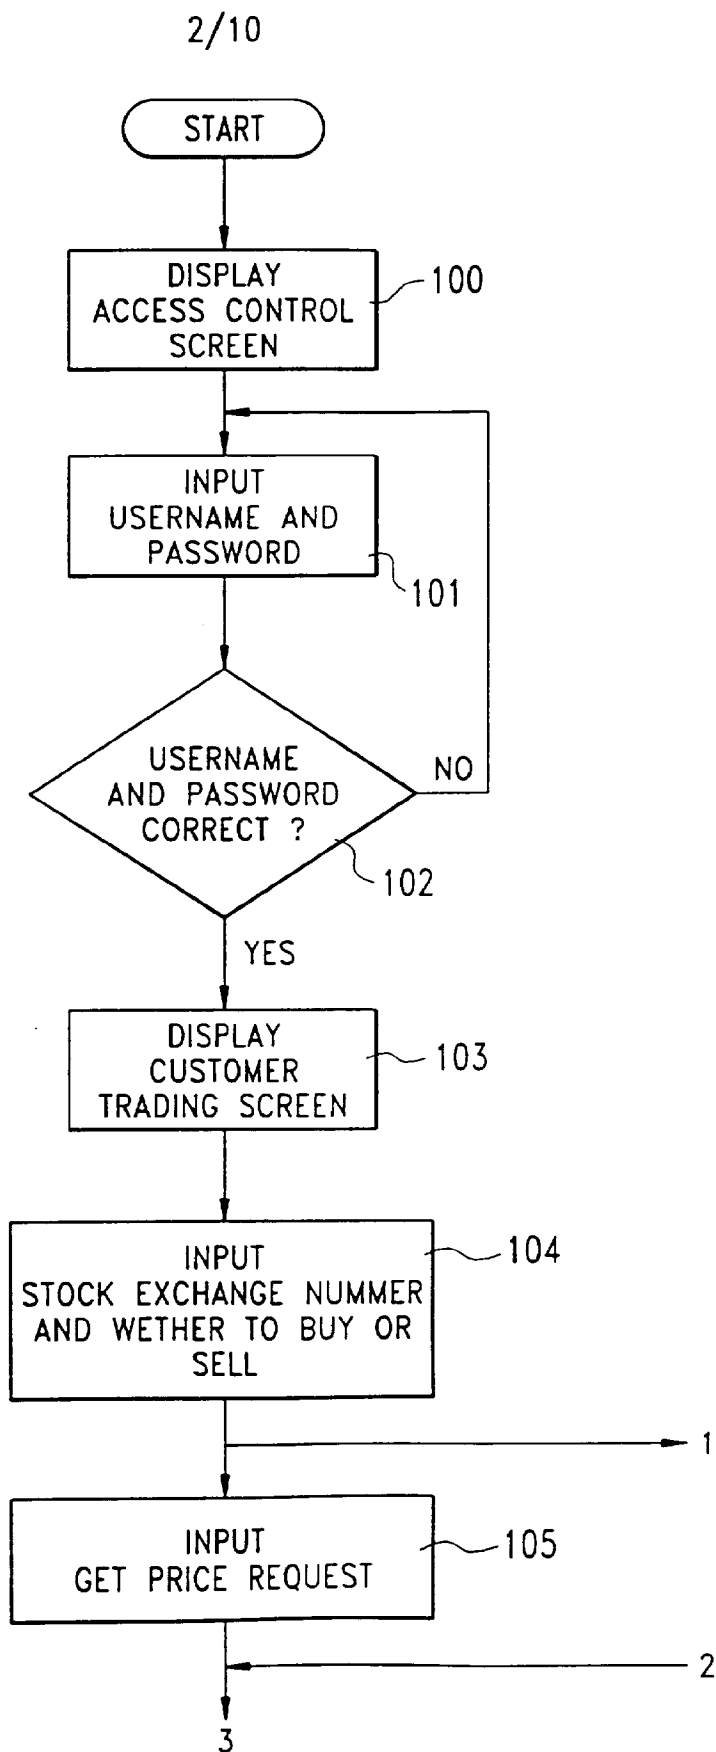 2/10
START
DISPLAY
ACCESS CONTROL
SCREEN
100
INPUT
USERNAME AND
PASSWORD
101
USERNAME
AND PASSWORD
CORRECT ?
NO
102
YES
DISPLAY
CUSTOMER
TRADING SCREEN
103
INPUT
STOCK EXCHANGE NUMMER
AND WETHER TO BUY OR
SELL
104
1
INPUT
GET PRICE REQUEST
105
2
3